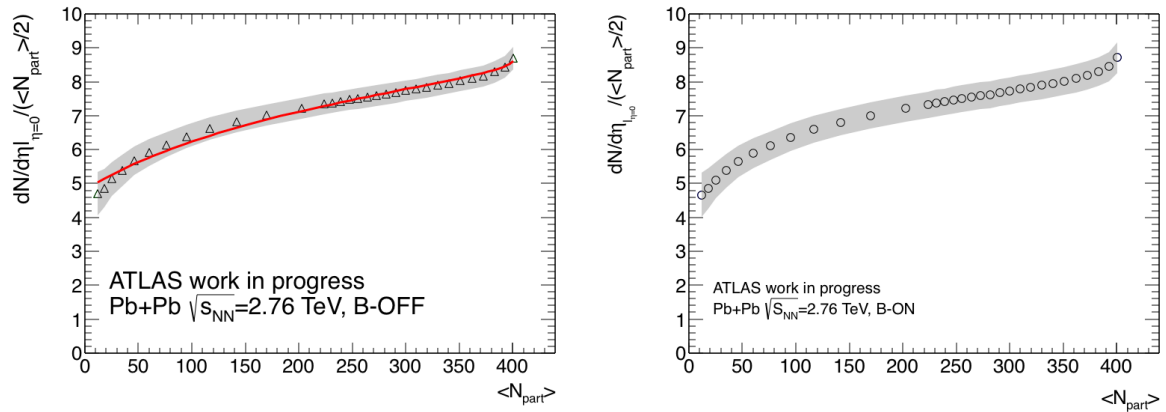 dN/dη|η=0/(<Npart>/2)
10
9
8
7
6
5
4
3
2
1
0
ATLAS work in progress
Pb+Pb √sNN=2.76 TeV, B-OFF
0 50 100 150 200 250 300 350 400
<Npart>
dN/dη|η=0/(<Npart>/2)
10
9
8
7
6
5
4
3
2
1
0
ATLAS work in progress
Pb+Pb √SNN=2.76 TeV, B-ON
0 50 100 150 200 250 300 350 400
<Npart>